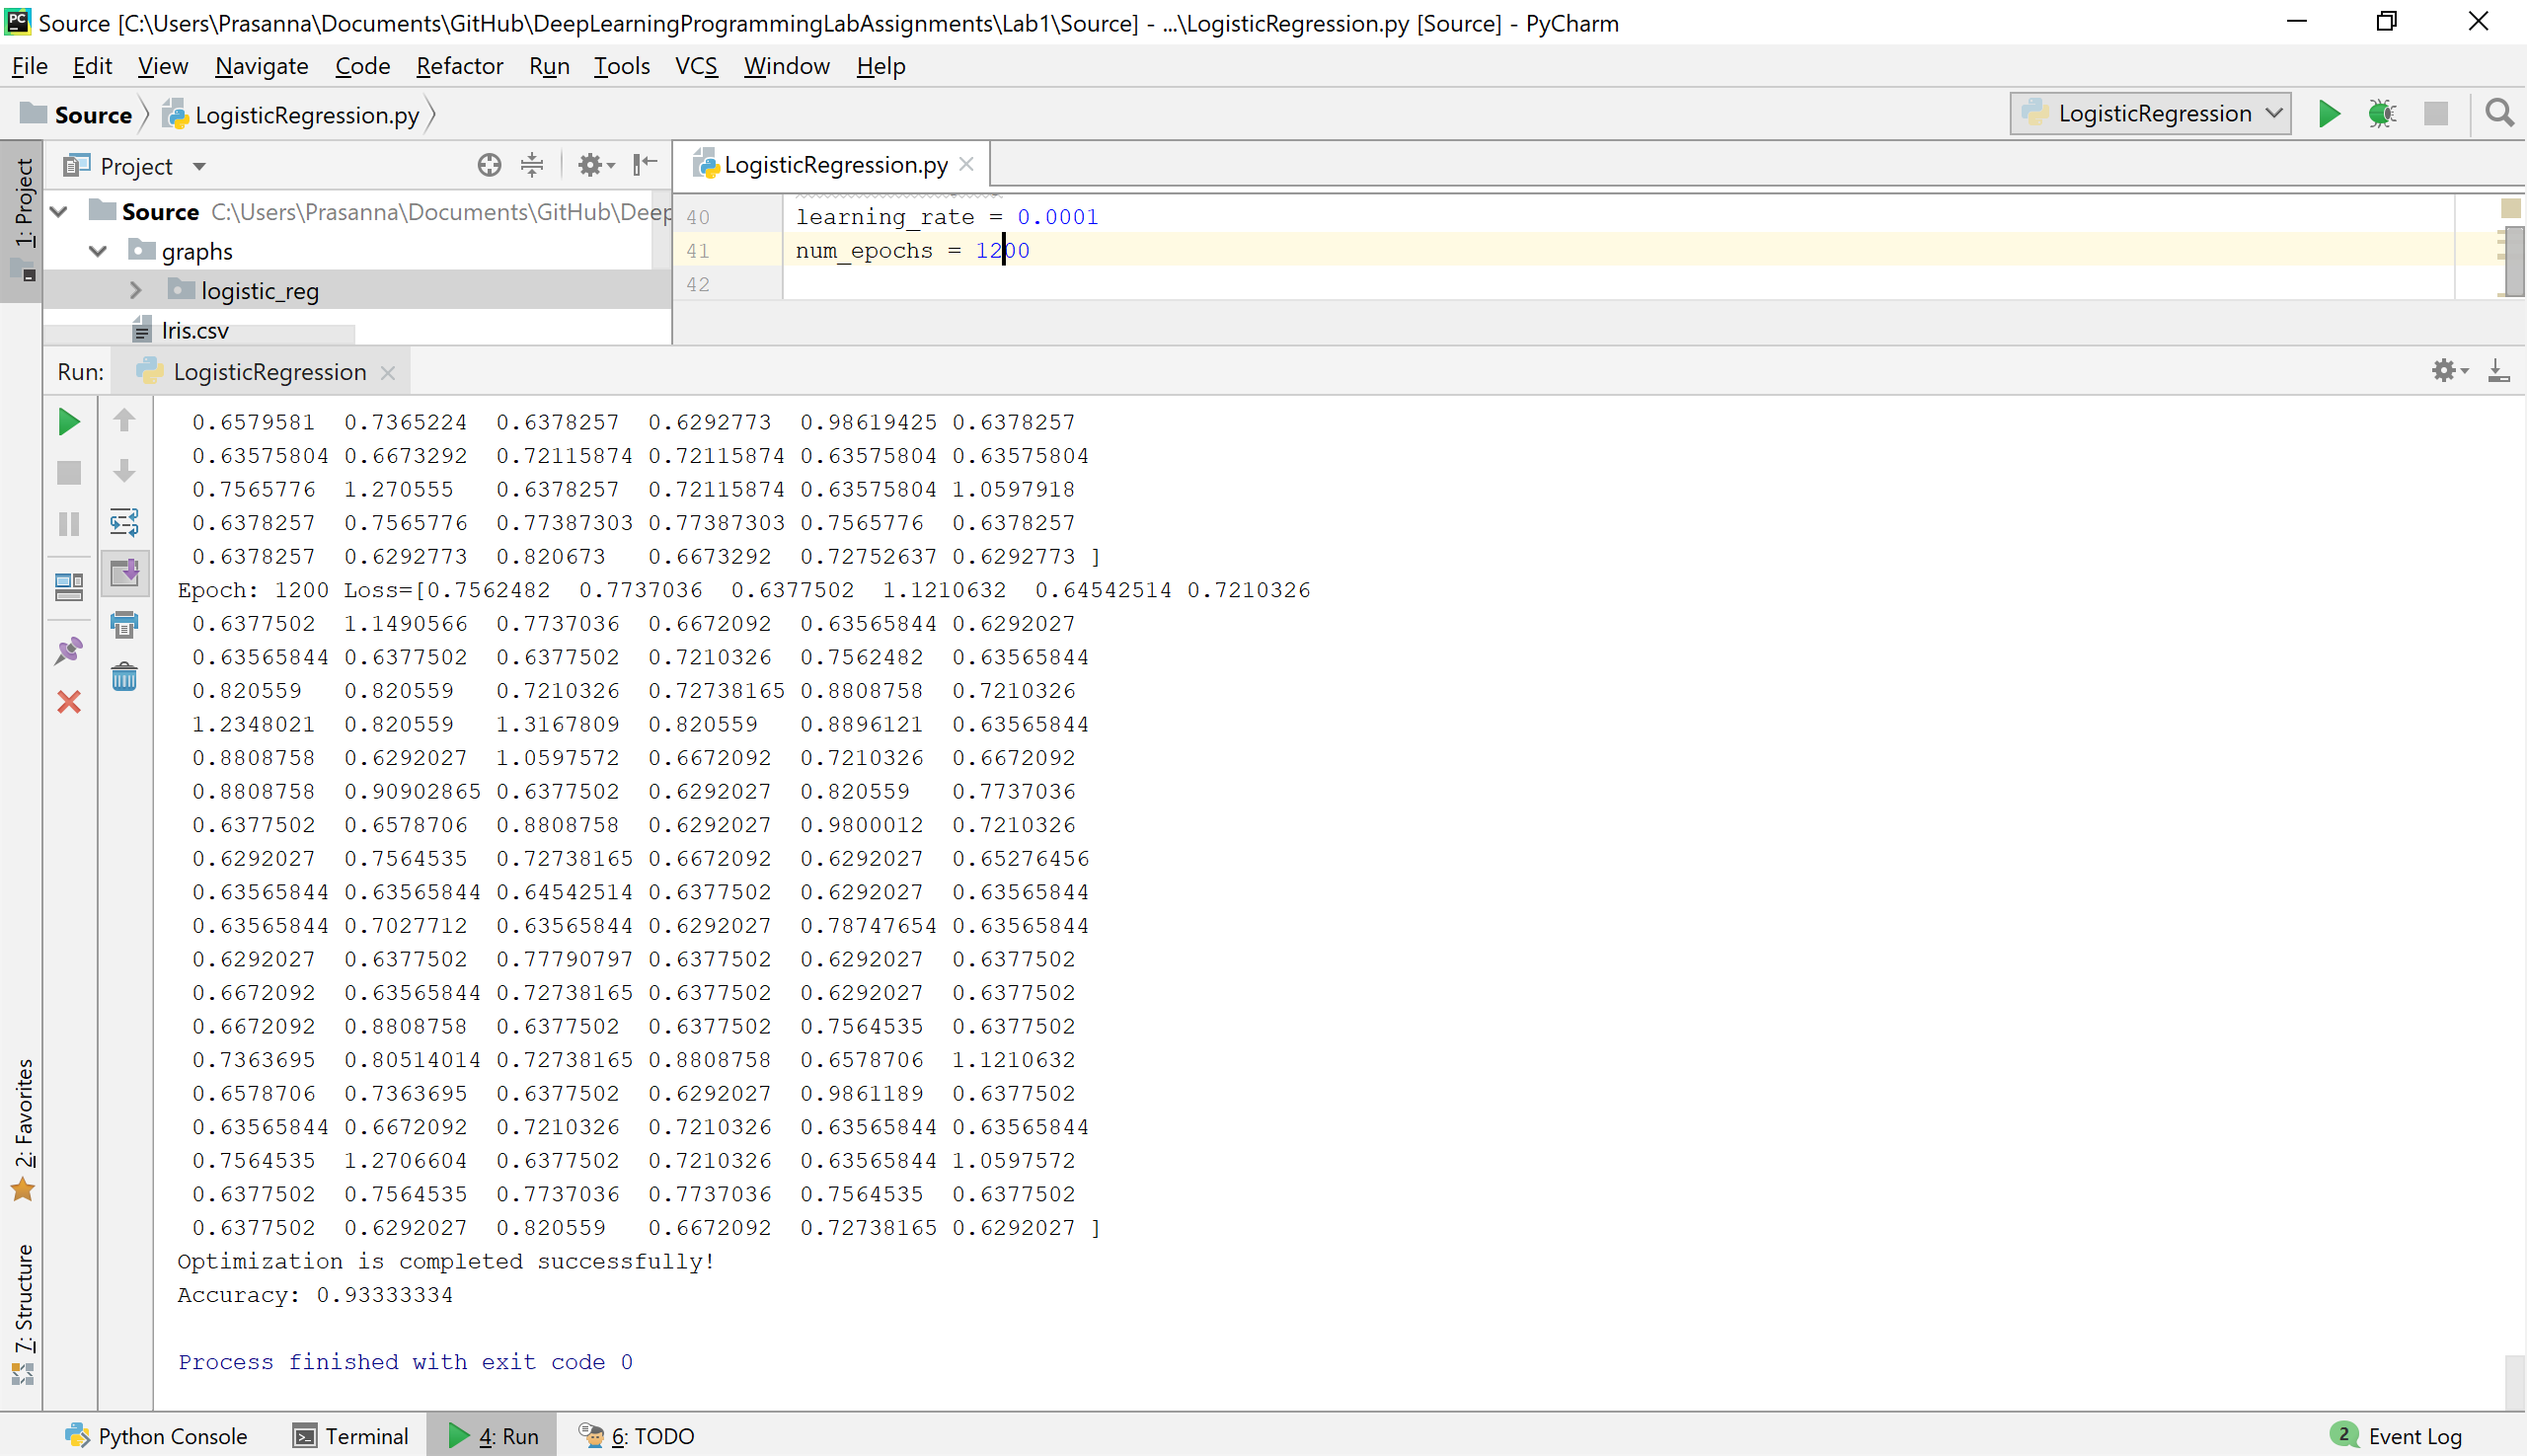 Source [C:\Users\Prasanna\Documents\GitHub\DeepLearningProgrammingLabAssignments\Lab1\Source] - ...\LogisticRegression.py [Source] - PyCharm
File Edit View Navigate Code Refactor Run Tools VCS Window Help
Source LogisticRegression.py LogisticRegression
1: Project
Project
LogisticRegression.py
Source C:\Users\Prasanna\Documents\GitHub\Deep
graphs
logistic_reg
Iris.csv
40 learning_rate = 0.0001
41 num_epochs = 1200
42
Run: LogisticRegression
0.6579581 0.7365224 0.6378257 0.6292773 0.98619425 0.6378257
0.63575804 0.6673292 0.72115874 0.72115874 0.63575804 0.63575804
0.7565776 1.270555 0.6378257 0.72115874 0.63575804 1.0597918
0.6378257 0.7565776 0.77387303 0.77387303 0.7565776 0.6378257
0.6378257 0.6292773 0.820673 0.6673292 0.72752637 0.6292773 ]
Epoch: 1200 Loss=[0.7562482 0.7737036 0.6377502 1.1210632 0.64542514 0.7210326
0.6377502 1.1490566 0.7737036 0.6672092 0.63565844 0.6292027
0.63565844 0.6377502 0.6377502 0.7210326 0.7562482 0.63565844
0.820559 0.820559 0.7210326 0.72738165 0.8808758 0.7210326
1.2348021 0.820559 1.3167809 0.820559 0.8896121 0.63565844
0.8808758 0.6292027 1.0597572 0.6672092 0.7210326 0.6672092
0.8808758 0.90902865 0.6377502 0.6292027 0.820559 0.7737036
0.6377502 0.6578706 0.8808758 0.6292027 0.9800012 0.7210326
0.6292027 0.7564535 0.72738165 0.6672092 0.6292027 0.65276456
0.63565844 0.63565844 0.64542514 0.6377502 0.6292027 0.63565844
0.63565844 0.7027712 0.63565844 0.6292027 0.78747654 0.63565844
0.6292027 0.6377502 0.77790797 0.6377502 0.6292027 0.6377502
0.6672092 0.63565844 0.72738165 0.6377502 0.6292027 0.6377502
0.6672092 0.8808758 0.6377502 0.6377502 0.7564535 0.6377502
0.7363695 0.80514014 0.72738165 0.8808758 0.6578706 1.1210632
0.6578706 0.7363695 0.6377502 0.6292027 0.9861189 0.6377502
0.63565844 0.6672092 0.7210326 0.7210326 0.63565844 0.63565844
0.7564535 1.2706604 0.6377502 0.7210326 0.63565844 1.0597572
0.6377502 0.7564535 0.7737036 0.7737036 0.7564535 0.6377502
0.6377502 0.6292027 0.820559 0.6672092 0.72738165 0.6292027 ]
Optimization is completed successfully!
Accuracy: 0.93333334
Process finished with exit code 0
2: Favorites
7: Structure
Python Console Terminal 4: Run 6: TODO 2 Event Log